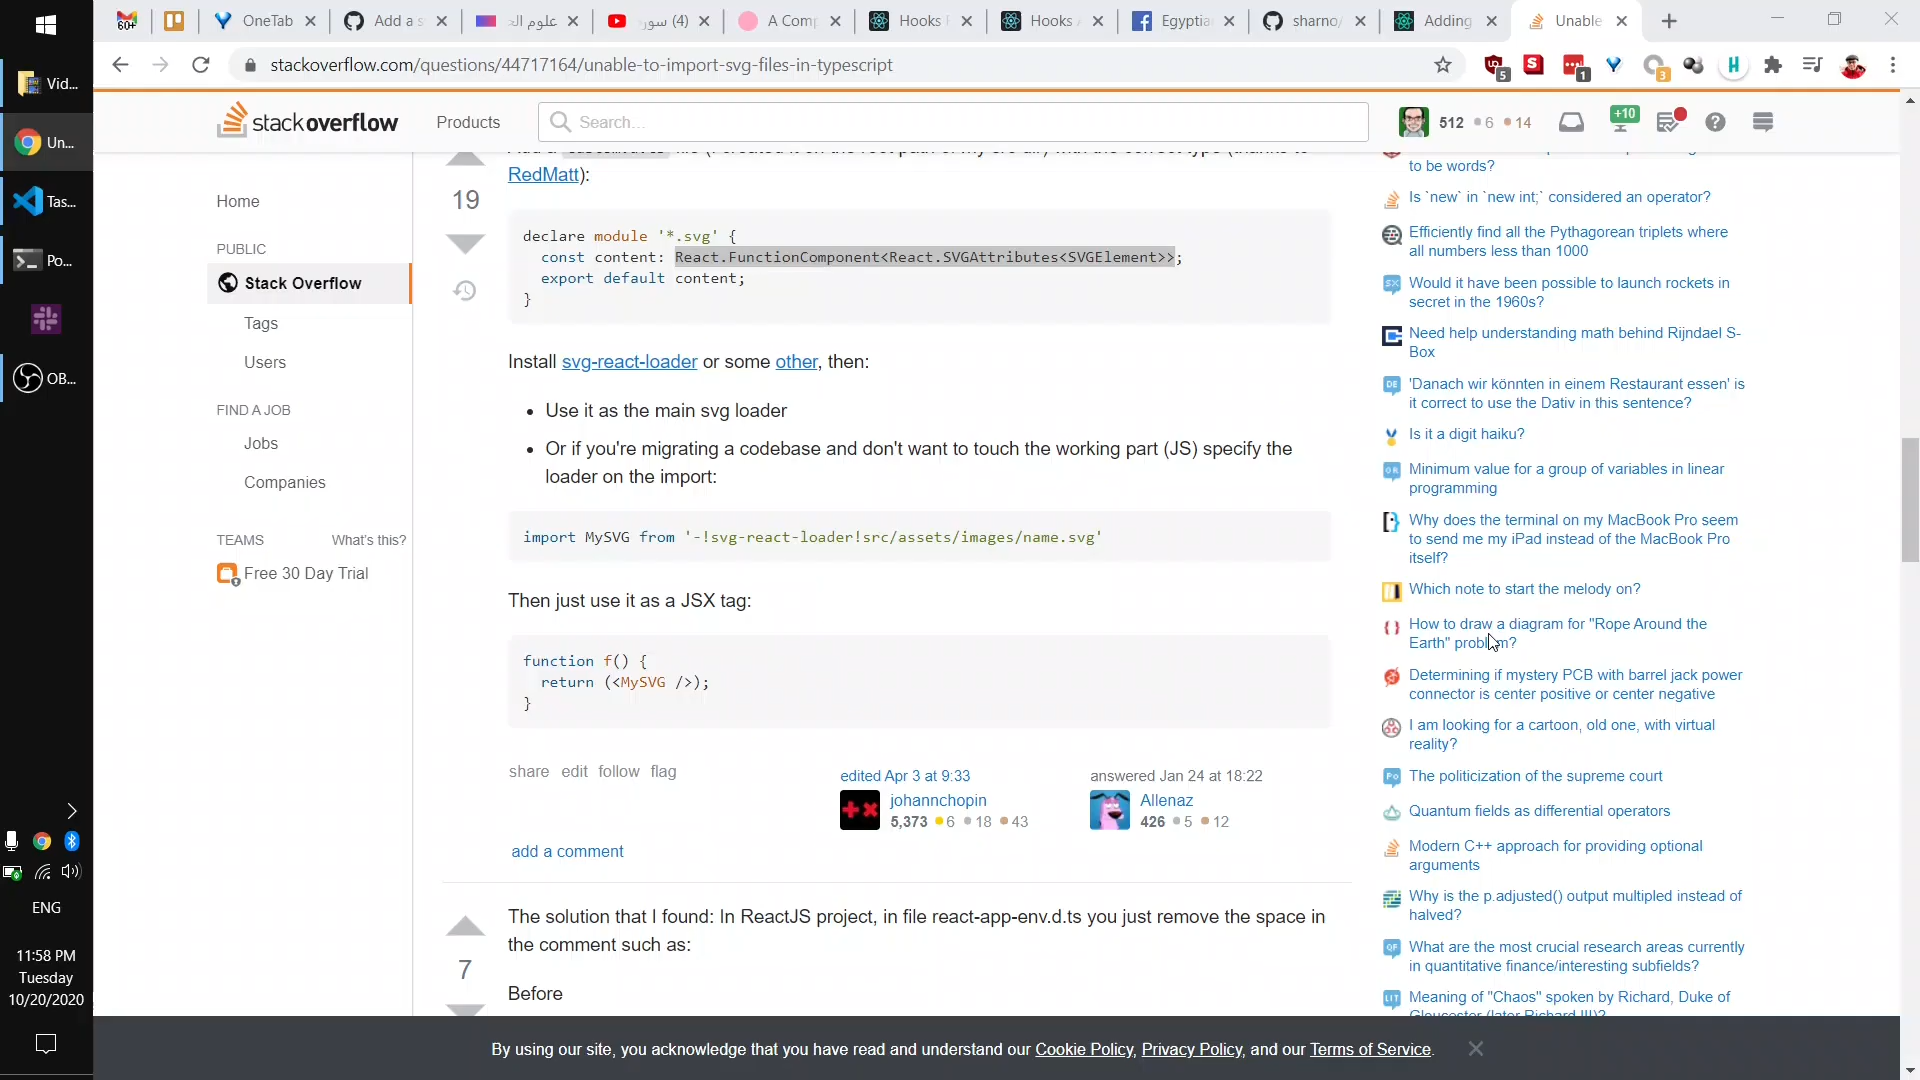 60+
OneTab
Add a s
علوم الح
(4) سور
A Comp
Hooks
Hooks
Egyptia
sharno/
Adding
Unable
stackoverflow.com/questions/44717164/unable-to-import-svg-files-in-typescript
5
1
3
Vid...
Un...
Tas...
Po...
OB...
ENG
11:58 PM
Tuesday
10/20/2020
stackoverflow
Products
Search...
512 6 14
+10
Home
PUBLIC
Stack Overflow
Tags
Users
FIND A JOB
Jobs
Companies
TEAMS What's this?
Free 30 Day Trial
19
RedMatt):
declare module '*.svg' {
const content: React.FunctionComponent<React.SVGAttributes<SVGElement>>;
export default content;
}
Install svg-react-loader or some other, then:
• Use it as the main svg loader
• Or if you're migrating a codebase and don't want to touch the working part (JS) specify the
loader on the import:
import MySVG from '-!svg-react-loader!src/assets/images/name.svg'
Then just use it as a JSX tag:
function f() {
return (<MySVG />);
}
share edit follow flag
edited Apr 3 at 9:33
johannchopin
5,373 6 18 43
answered Jan 24 at 18:22
Allenaz
426 5 12
add a comment
7
The solution that I found: In ReactJS project, in file react-app-env.d.ts you just remove the space in
the comment such as:
Before
to be words?
Is `new` in `new int;` considered an operator?
Efficiently find all the Pythagorean triplets where
all numbers less than 1000
Would it have been possible to launch rockets in
secret in the 1960s?
Need help understanding math behind Rijndael S-
Box
'Danach wir könnten in einem Restaurant essen' is
it correct to use the Dativ in this sentence?
Is it a digit haiku?
Minimum value for a group of variables in linear
programming
Why does the terminal on my MacBook Pro seem
to send me my iPad instead of the MacBook Pro
itself?
Which note to start the melody on?
How to draw a diagram for "Rope Around the
Earth" problem?
Determining if mystery PCB with barrel jack power
connector is center positive or center negative
I am looking for a cartoon, old one, with virtual
reality?
The politicization of the supreme court
Quantum fields as differential operators
Modern C++ approach for providing optional
arguments
Why is the p.adjusted() output multipled instead of
halved?
What are the most crucial research areas currently
in quantitative finance/interesting subfields?
Meaning of "Chaos" spoken by Richard, Duke of
Gloucester (later Richard III)?
By using our site, you acknowledge that you have read and understand our Cookie Policy, Privacy Policy, and our Terms of Service.